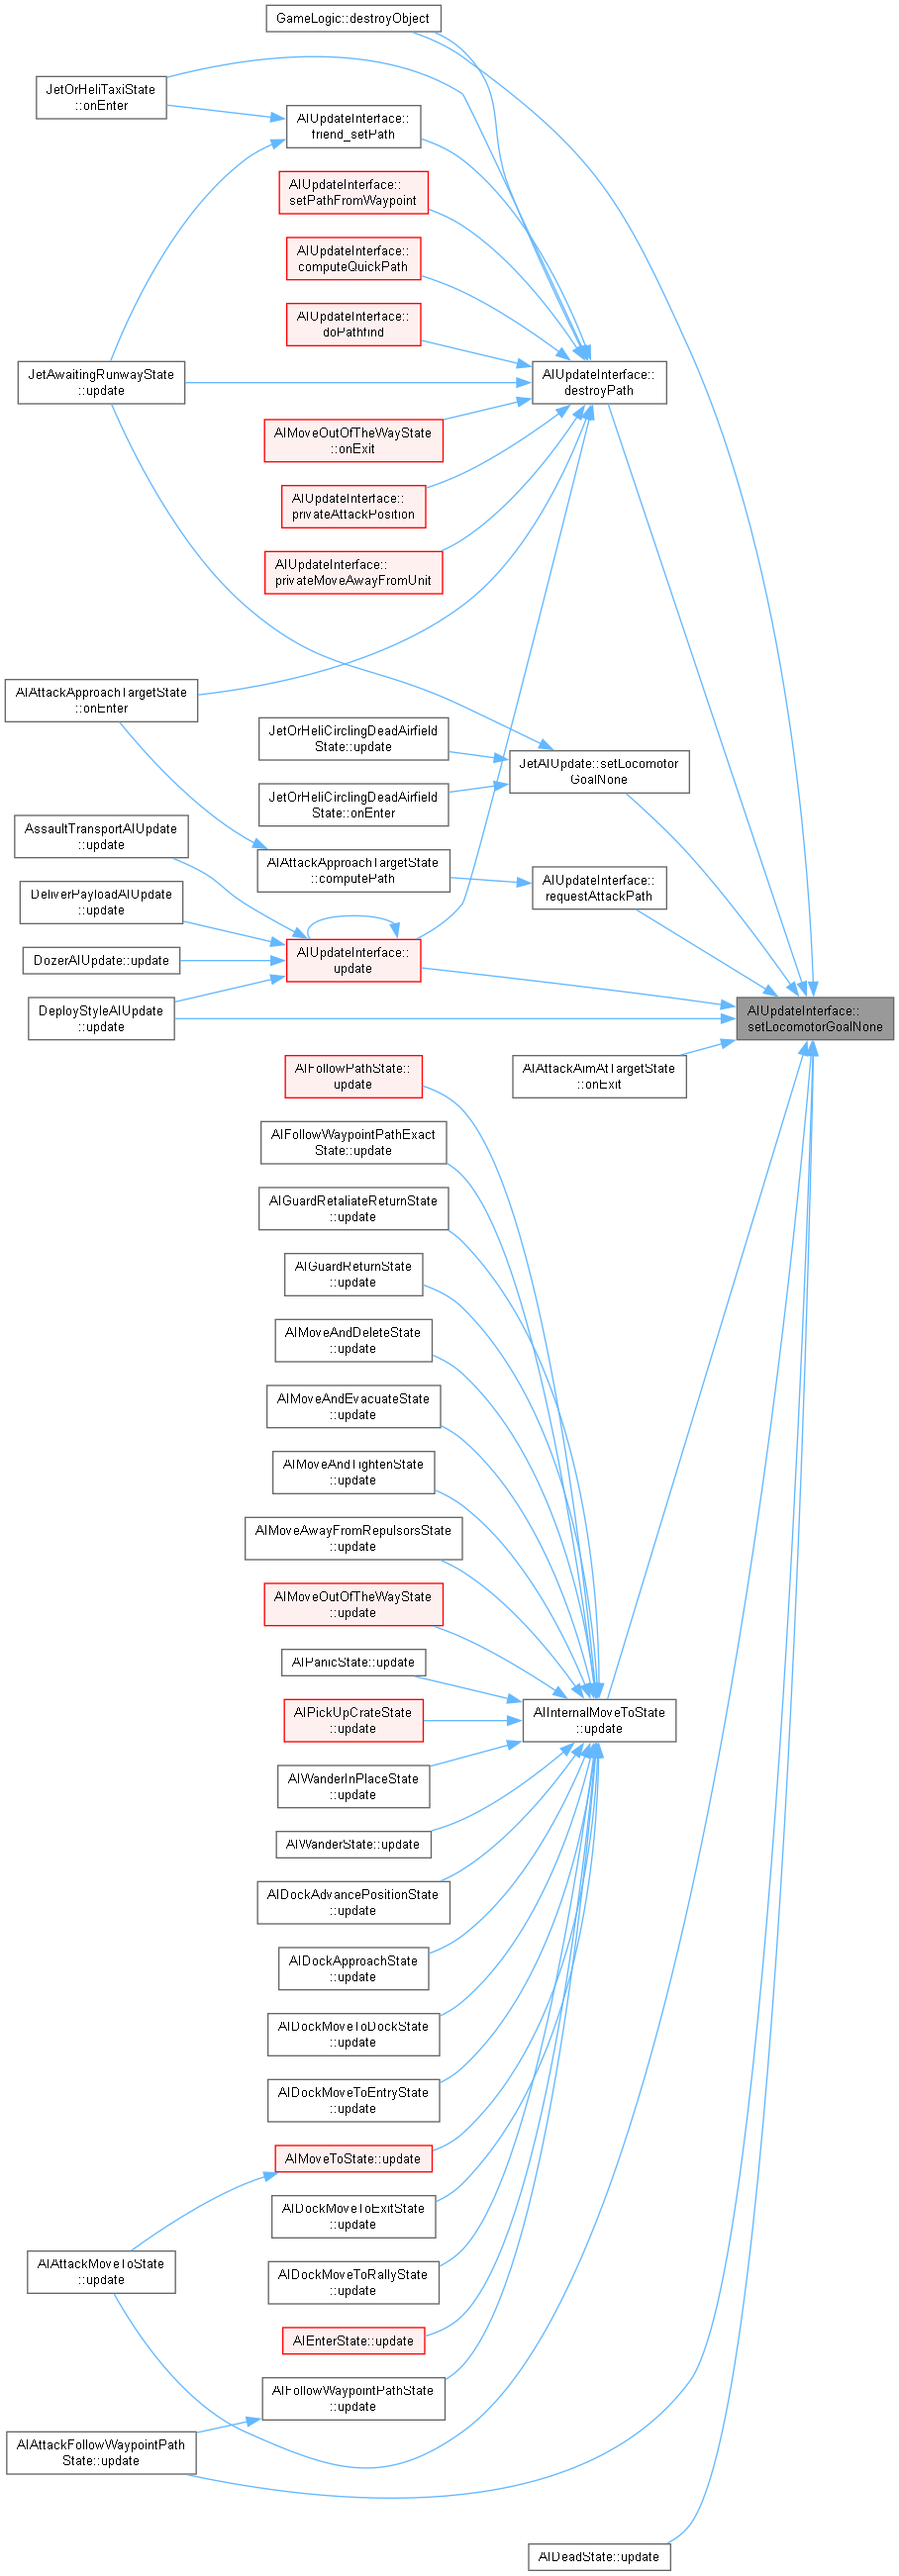 GameLogic::destroyObject
JetOrHeliTaxiState
::onEnter
AIUpdateInterface::
friend_setPath
AIUpdateInterface::
setPathFromWaypoint
AIUpdateInterface::
computeQuickPath
AIUpdateInterface::
doPathfind
JetAwaitingRunwayState
::update
AIUpdateInterface::
destroyPath
AIMoveOutOfTheWayState
::onExit
AIUpdateInterface::
privateAttackPosition
AIUpdateInterface::
privateMoveAwayFromUnit
AIAttackApproachTargetState
::onEnter
JetOrHeliCirclingDeadAirfield
State::update
JetAIUpdate::setLocomotor
GoalNone
JetOrHeliCirclingDeadAirfield
State::onEnter
AssaultTransportAIUpdate
::update
AIAttackApproachTargetState
::computePath
AIUpdateInterface::
requestAttackPath
DeliverPayloadAIUpdate
::update
DozerAIUpdate::update
AIUpdateInterface::
update
DeployStyleAIUpdate
::update
AIUpdateInterface::
setLocomotorGoalNone
AIFollowPathState::
update
AIAttackAimAtTargetState
::onExit
AIFollowWaypointPathExact
State::update
AIGuardRetaliateReturnState
::update
AIGuardReturnState
::update
AIMoveAndDeleteState
::update
AIMoveAndEvacuateState
::update
AIMoveAndTightenState
::update
AIMoveAwayFromRepulsorsState
::update
AIMoveOutOfTheWayState
::update
AIPanicState::update
AIPickUpCrateState
::update
AIInternalMoveToState
::update
AIWanderInPlaceState
::update
AIWanderState::update
AIDockAdvancePositionState
::update
AIDockApproachState
::update
AIDockMoveToDockState
::update
AIDockMoveToEntryState
::update
AIMoveToState::update
AIDockMoveToExitState
::update
AIAttackMoveToState
::update
AIDockMoveToRallyState
::update
AIEnterState::update
AIFollowWaypointPathState
::update
AIAttackFollowWaypointPath
State::update
AIDeadState::update